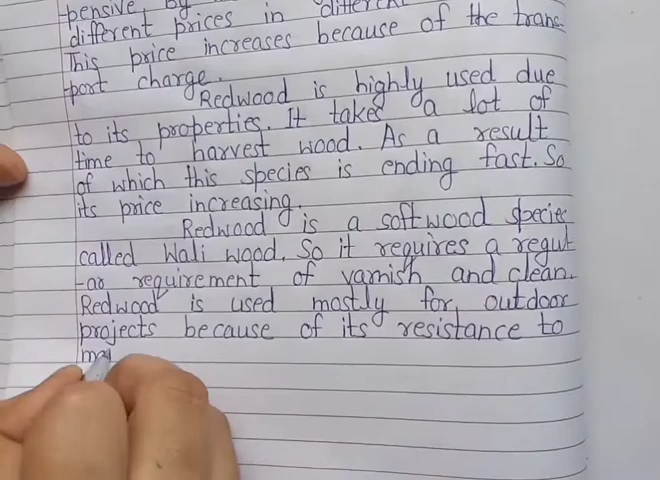 -pensive. By different
different prices in
This price increases because of the trans-
-port charge.
Redwood is highly used due
to its properties. It takes a lot of
time to harvest wood. As a result
of which this species is ending fast. So
its price increasing.
Redwood is a softwood species
called Wali wood. So it requires a regul-
-ar requirement of varnish and clean.
Redwood is used mostly for outdoor
projects because of its resistance to